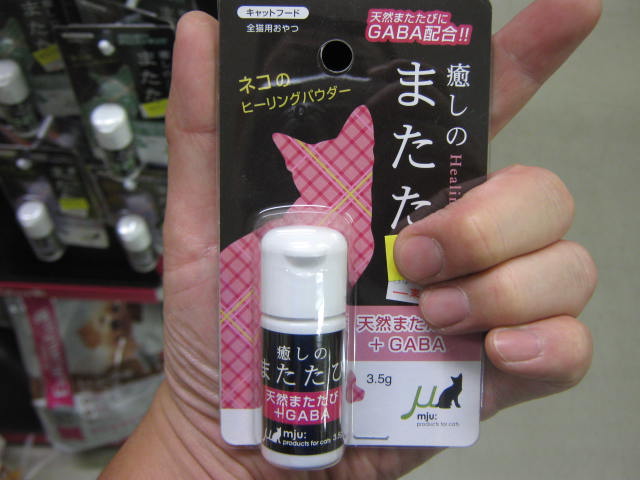 キャットフード
全猫用おやつ
天然またたびに
GABA配合!!
ネコの
ヒーリングパウダー
癒しの
またた
Heali
天然またた
+ GABA
3.5g
μ
mju:
products for cats
癒しの
またたび
天然またたび
+GABA
mju:
products for cats
3.5